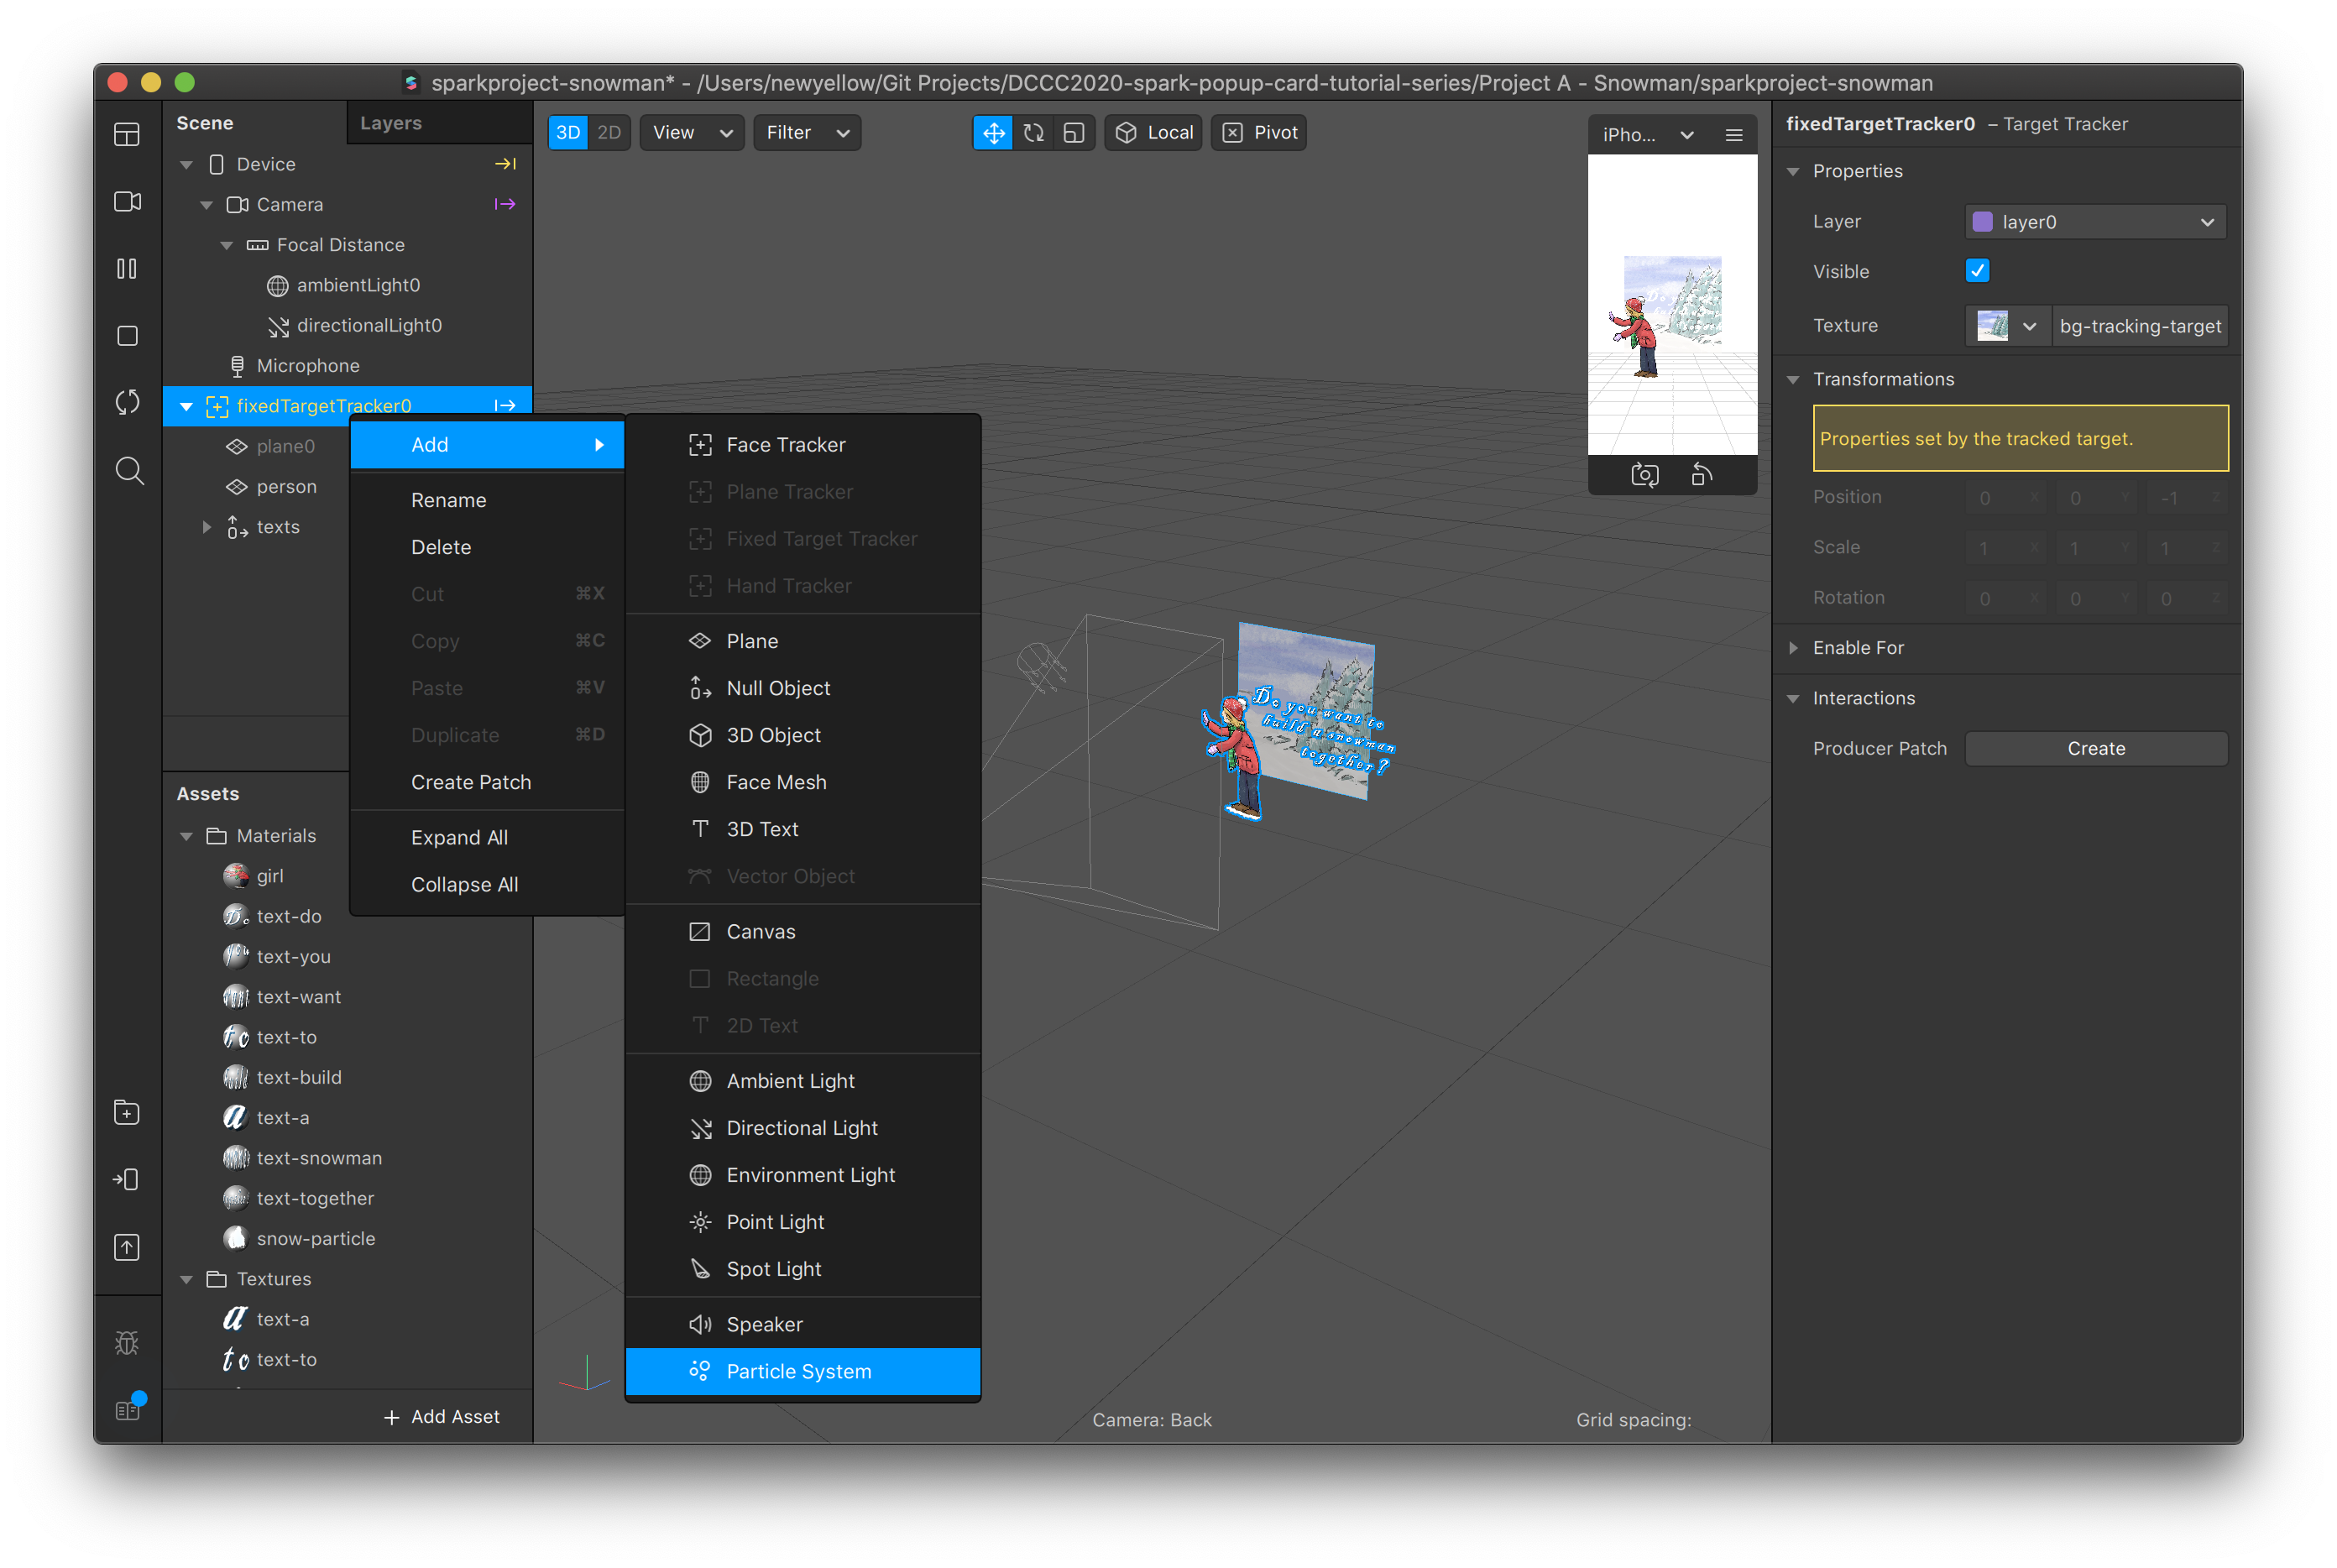 sparkproject-snowman* - /Users/newyellow/Git Projects/DCCC2020-spark-popup-card-tutorial-series/Project A - Snowman/sparkproject-snowman
Scene
Layers
Device
Camera
Focal Distance
ambientLight0
directionalLight0
Microphone
fixedTargetTracker0
plane0
person
texts
Assets
Materials
girl
text-do
text-you
text-want
text-to
text-build
text-a
text-snowman
text-together
snow-particle
Textures
text-a
text-to
+ Add Asset
Add
Rename
Delete
Cut ⌘X
Copy ⌘C
Paste ⌘V
Duplicate ⌘D
Create Patch
Expand All
Collapse All
Face Tracker
Plane Tracker
Fixed Target Tracker
Hand Tracker
Plane
Null Object
3D Object
Face Mesh
3D Text
Vector Object
Canvas
Rectangle
2D Text
Ambient Light
Directional Light
Environment Light
Point Light
Spot Light
Speaker
Particle System
3D 2D View Filter Local Pivot
iPho...
Do you want to
build a snowman
together?
Camera: Back
Grid spacing:
fixedTargetTracker0 – Target Tracker
Properties
Layer layer0
Visible
Texture bg-tracking-target
Transformations
Properties set by the tracked target.
Position 0 X 0 Y -1 Z
Scale 1 X 1 Y 1 Z
Rotation 0 X 0 Y 0 Z
Enable For
Interactions
Producer Patch Create